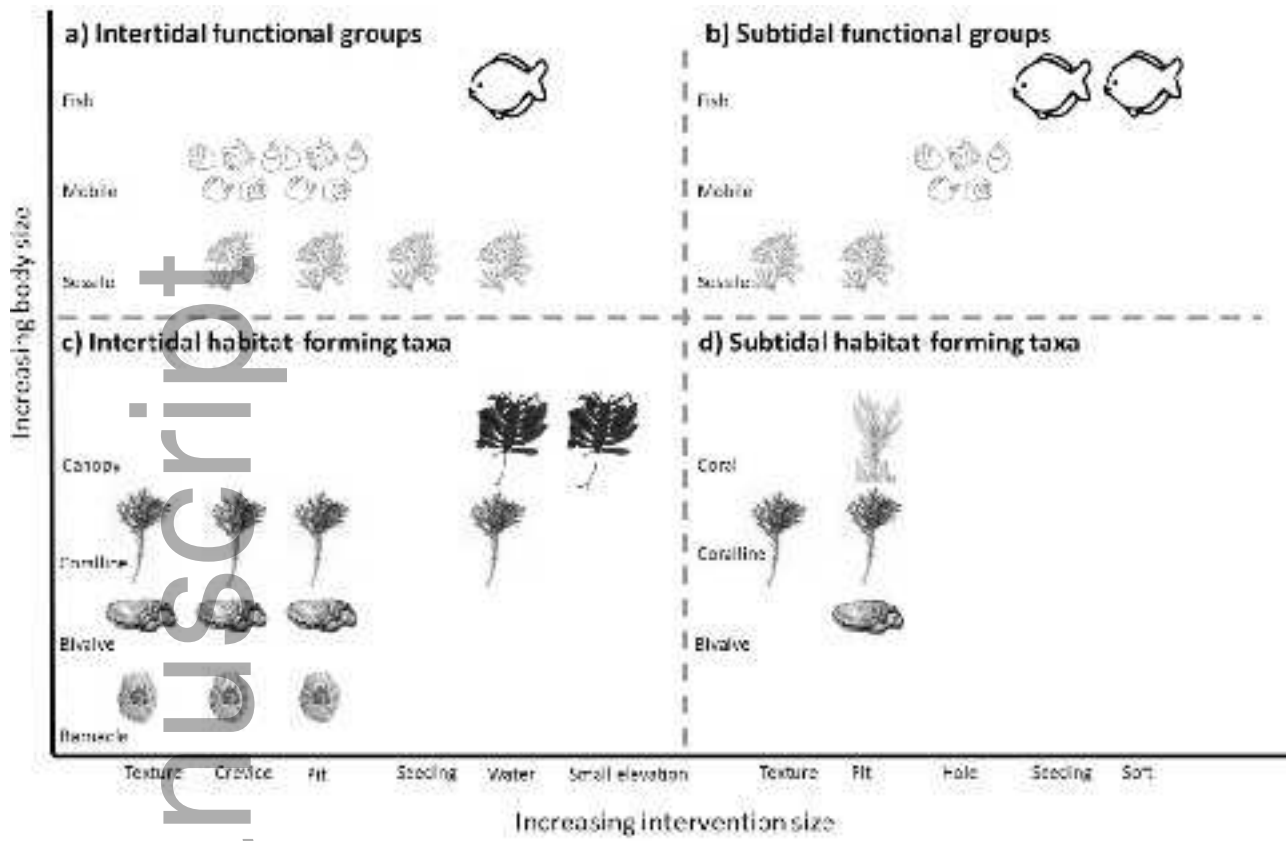 a) Intertidal functional groups
b) Subtidal functional groups
Fish
Fish
Mobile
Mobile
Sessile
Sessile
c) Intertidal habitat forming taxa
d) Subtidal habitat forming taxa
Canopy
Coral
Coralline
Coralline
Bivalve
Bivalve
Barnacle
Texture Crevice Pit Seeding Water Small elevation Texture Pit Hole Seeding Soft
Increasing intervention size
Increasing body size
nuscript